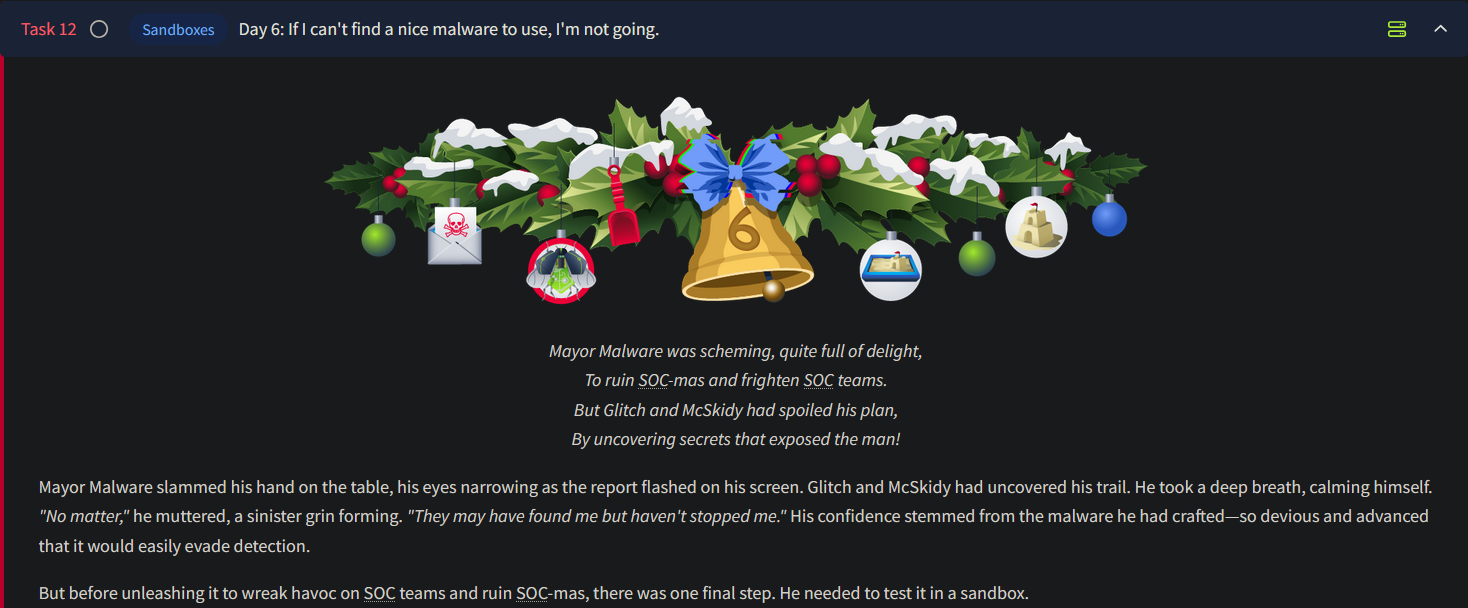 Task 12 Sandboxes Day 6: If I can't find a nice malware to use, I'm not going.
6
Mayor Malware was scheming, quite full of delight,
To ruin SOC-mas and frighten SOC teams.
But Glitch and McSkidy had spoiled his plan,
By uncovering secrets that exposed the man!
Mayor Malware slammed his hand on the table, his eyes narrowing as the report flashed on his screen. Glitch and McSkidy had uncovered his trail. He took a deep breath, calming himself.
"No matter," he muttered, a sinister grin forming. "They may have found me but haven't stopped me." His confidence stemmed from the malware he had crafted—so devious and advanced
that it would easily evade detection.
But before unleashing it to wreak havoc on SOC teams and ruin SOC-mas, there was one final step. He needed to test it in a sandbox.